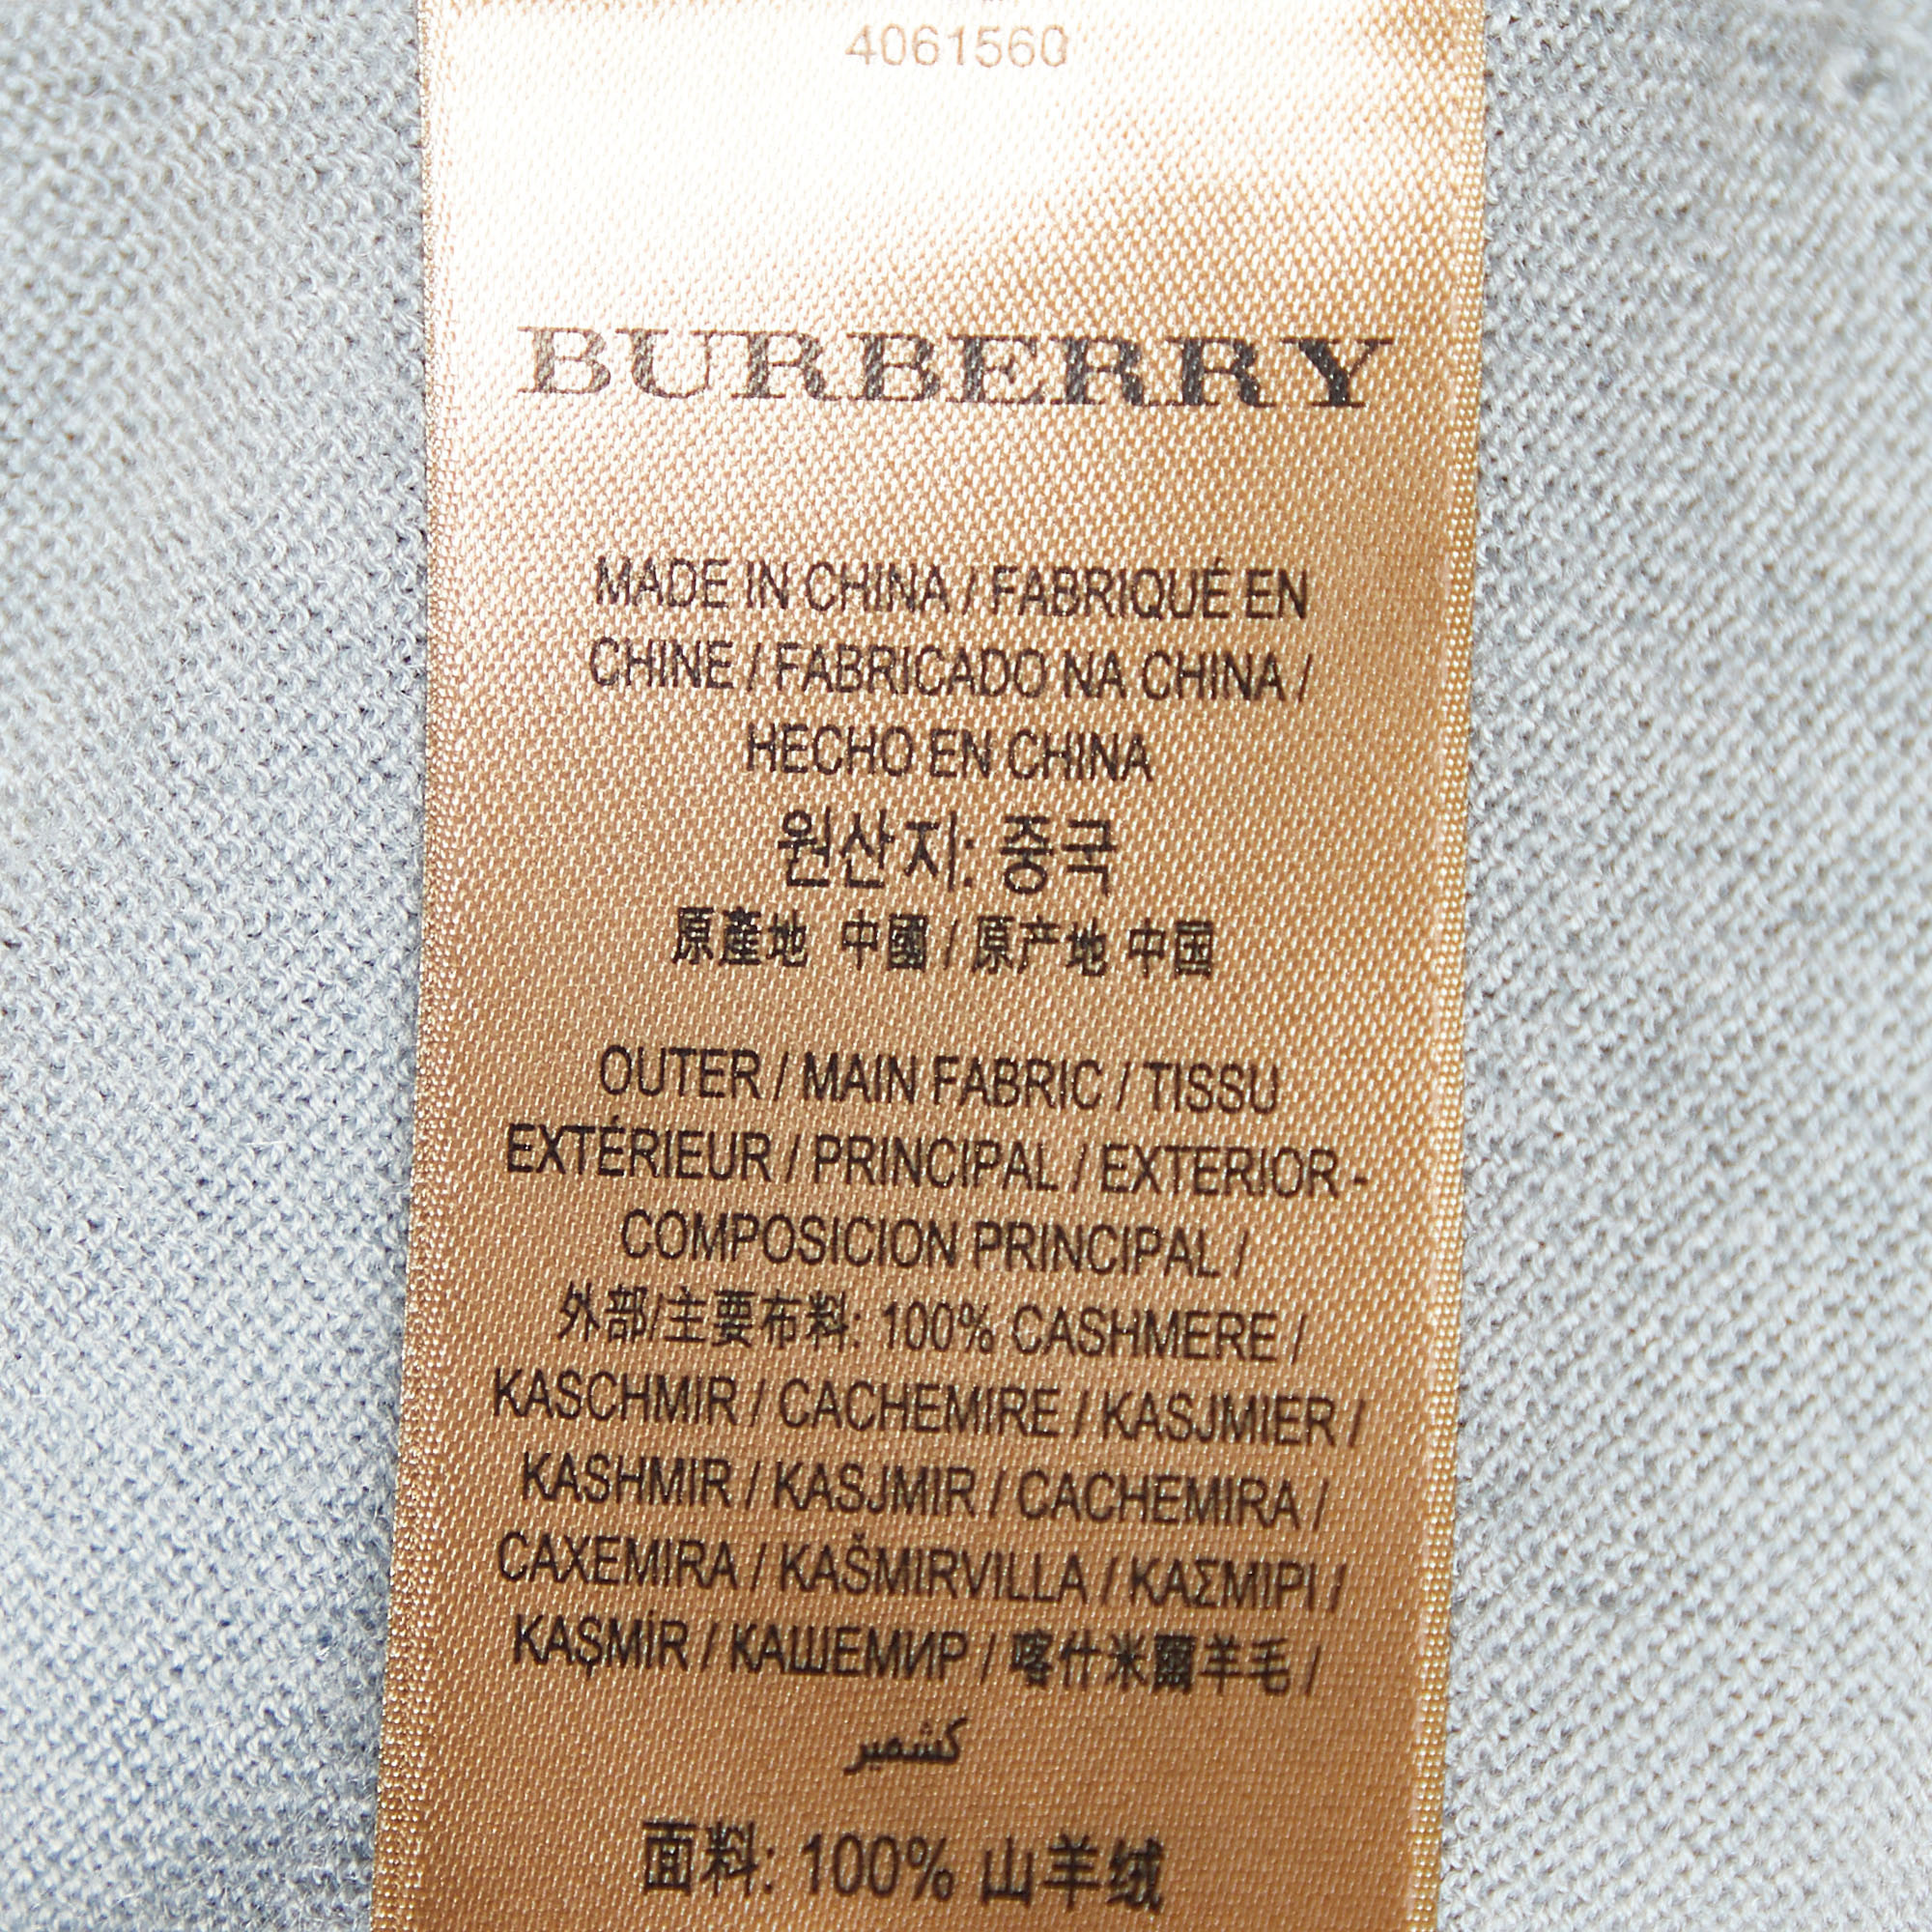 4061560
BURBERRY
MADE IN CHINA / FABRIQUÉ EN
CHINE / FABRICADO NA CHINA /
HECHO EN CHINA
원산지: 중국
原產地 中國 / 原产地 中国
OUTER / MAIN FABRIC / TISSU
EXTÉRIEUR / PRINCIPAL / EXTERIOR -
COMPOSICION PRINCIPAL /
外部/主要布料: 100% CASHMERE /
KASCHMIR / CACHEMIRE / KASJMIER /
KASHMIR / KASJMIR / CACHEMIRA /
CAXEMIRA / KAŠMIRVILLA / ΚΑΣΜΙΡΙ /
KAŞMİR / КАШЕМИР / 喀什米爾羊毛 /
كشمير
面料: 100% 山羊绒